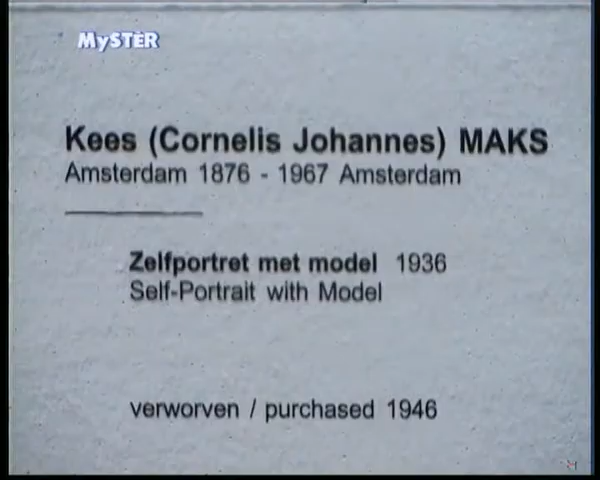 MySTERY
Kees (Cornelis Johannes) MAKS
Amsterdam 1876 - 1967 Amsterdam
Zelfportret met model 1936
Self-Portrait with Model
verworven / purchased 1946